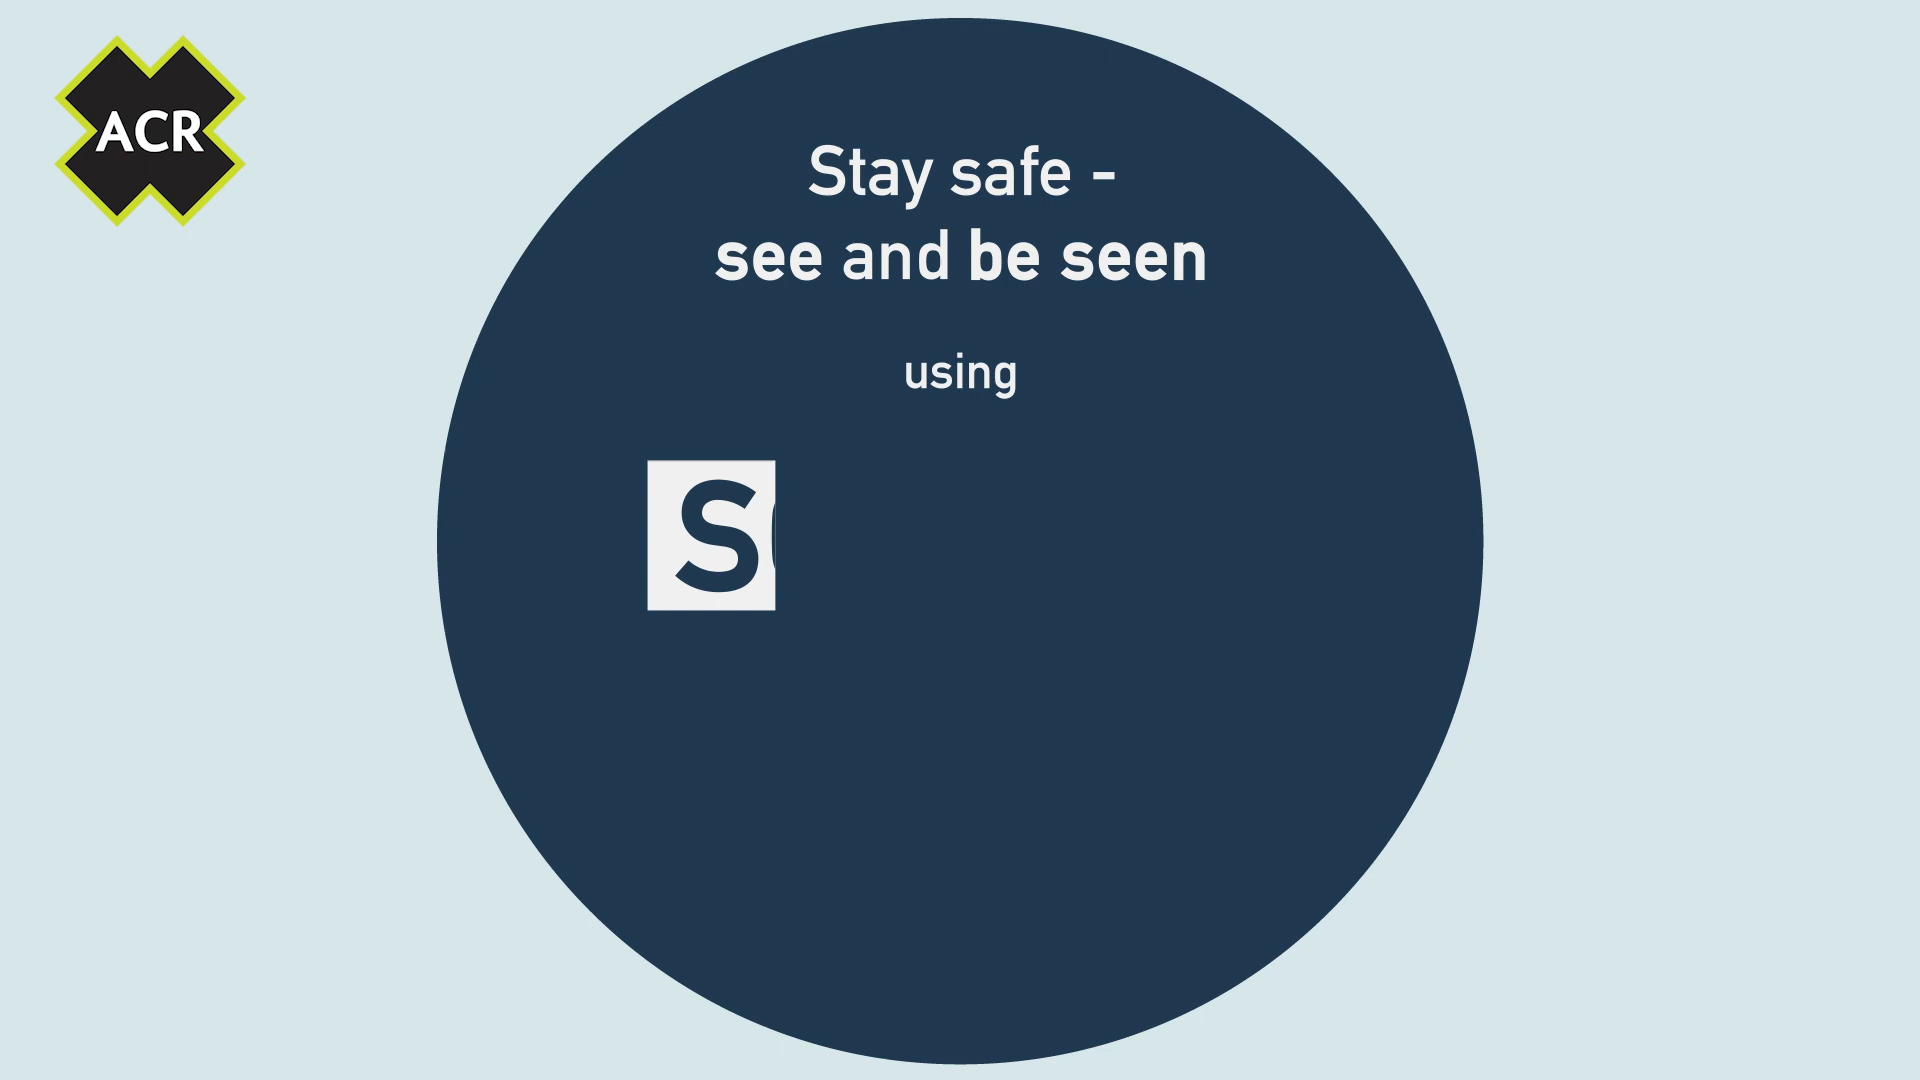 ACR
Stay safe -
see and be seen
using
S